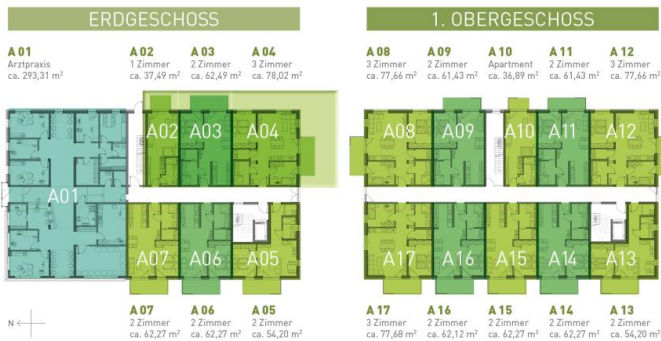 ERDGESCHOSS
A 01
Arztpraxis
ca. 293,31 m²
A 02
1 Zimmer
ca. 37,49 m²
A 03
2 Zimmer
ca. 62,49 m²
A 04
3 Zimmer
ca. 78,02 m²
A01
A02
A03
A04
A07
A06
A05
A 07
2 Zimmer
ca. 62,27 m²
A 06
2 Zimmer
ca. 62,27 m²
A 05
2 Zimmer
ca. 54,20 m²
N
1. OBERGESCHOSS
A 08
3 Zimmer
ca. 77,66 m²
A 09
2 Zimmer
ca. 61,43 m²
A 10
Apartment
ca. 36,89 m²
A 11
2 Zimmer
ca. 61,43 m²
A 12
3 Zimmer
ca. 77,66 m²
A08
A09
A10
A11
A12
A17
A16
A15
A14
A13
A 17
3 Zimmer
ca. 77,68 m²
A 16
2 Zimmer
ca. 62,12 m²
A 15
2 Zimmer
ca. 62,27 m²
A 14
2 Zimmer
ca. 62,27 m²
A 13
2 Zimmer
ca. 54,20 m²